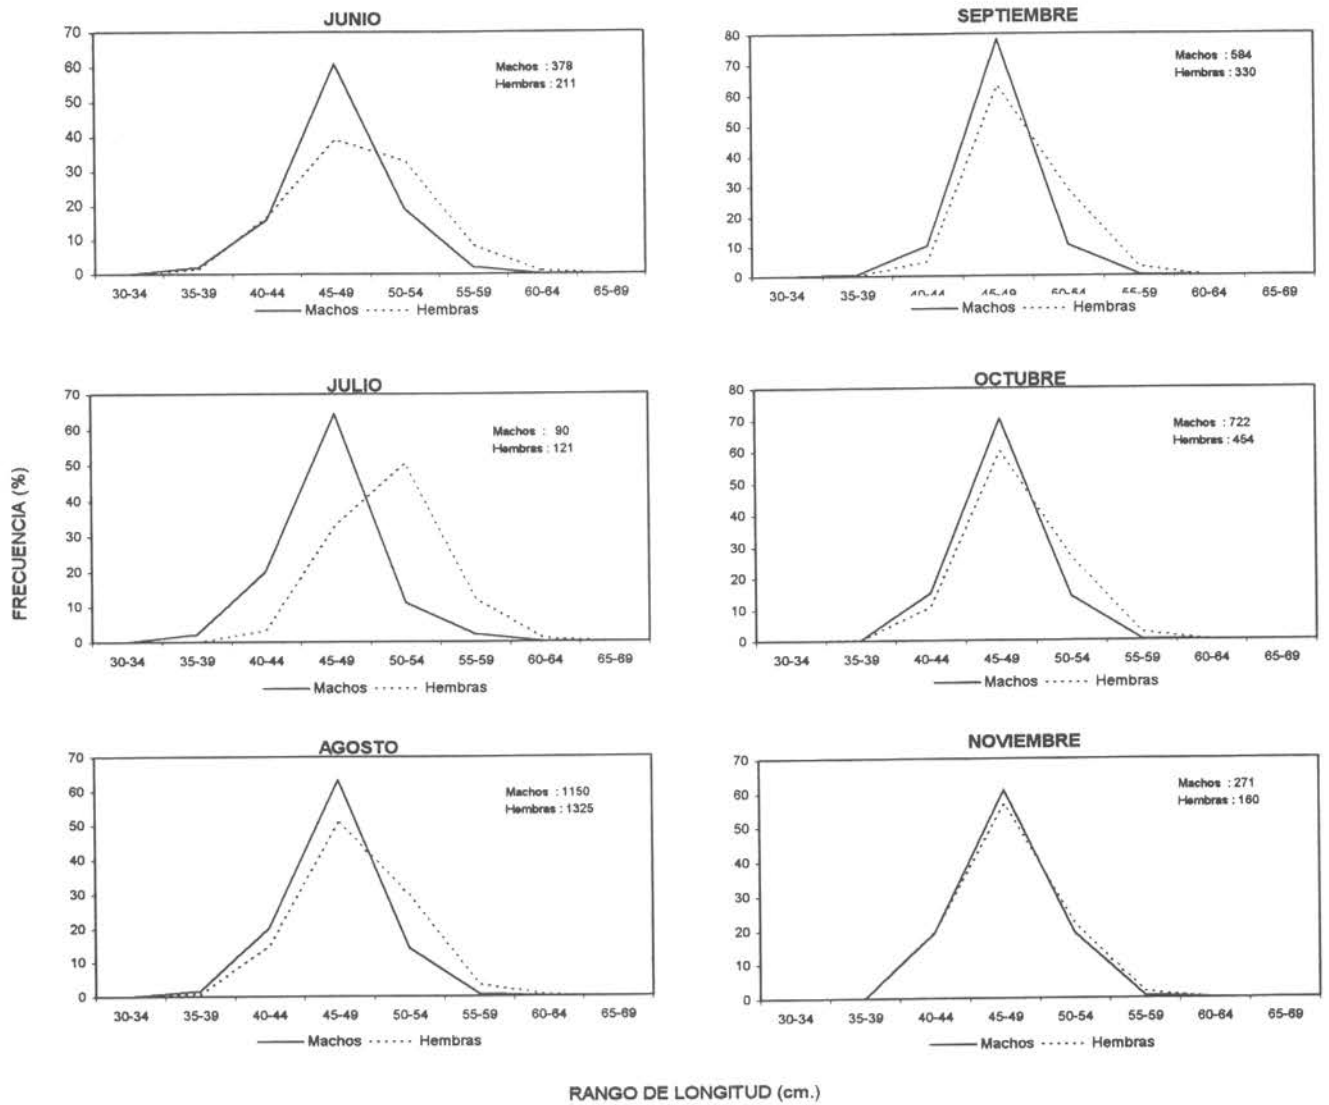 JUNIO
70
60
50
40
30
20
10
0
Machos : 378
Hembras : 211
30-34 35-39 40-44 45-49 50-54 55-59 60-64 65-69
Machos Hembras
SEPTIEMBRE
80
70
60
50
40
30
20
10
0
Machos : 584
Hembras : 330
30-34 35-39 40-44 45-49 50-54 55-59 60-64 65-69
Machos Hembras
FRECUENCIA (%)
JULIO
70
60
50
40
30
20
10
0
Machos : 90
Hembras : 121
30-34 35-39 40-44 45-49 50-54 55-59 60-64 65-69
Machos Hembras
OCTUBRE
80
70
60
50
40
30
20
10
0
Machos : 722
Hembras : 454
30-34 35-39 40-44 45-49 50-54 55-59 60-64 65-69
Machos Hembras
AGOSTO
70
60
50
40
30
20
10
0
Machos : 1150
Hembras : 1325
30-34 35-39 40-44 45-49 50-54 55-59 60-64 65-69
Machos Hembras
NOVIEMBRE
70
60
50
40
30
20
10
0
Machos : 271
Hembras : 160
30-34 35-39 40-44 45-49 50-54 55-59 60-64 65-69
Machos Hembras
RANGO DE LONGITUD (cm.)